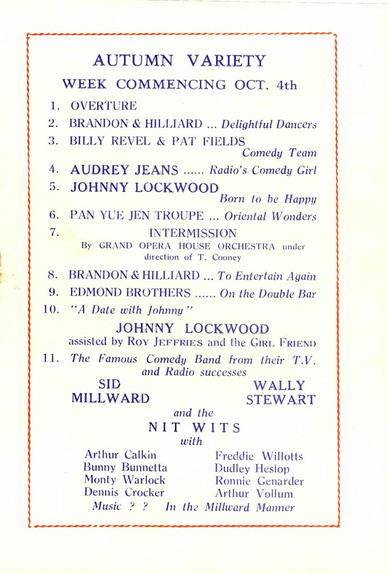 AUTUMN VARIETY
WEEK COMMENCING OCT. 4th
1. OVERTURE
2. BRANDON & HILLIARD ... Delightful Dancers
3. BILLY REVEL & PAT FIELDS
Comedy Team
4. AUDREY JEANS ...... Radio's Comedy Girl
5. JOHNNY LOCKWOOD
Born to be Happy
6. PAN YUE JEN TROUPE ... Oriental Wonders
7. INTERMISSION
By GRAND OPERA HOUSE ORCHESTRA under
direction of T. Cooney
8. BRANDON & HILLIARD ... To Entertain Again
9. EDMOND BROTHERS ...... On the Double Bar
10. "A Date with Johnny"
JOHNNY LOCKWOOD
assisted by ROY JEFFRIES and the GIRL FRIEND
11. The Famous Comedy Band from their T.V.
and Radio successes
SID WALLY
MILLWARD STEWART
and the
NIT WITS
with
Arthur Calkin Freddie Willotts
Bunny Bunnetta Dudley Heslop
Monty Warlock Ronnie Genarder
Dennis Crocker Arthur Vollum
Music ? ? In the Millward Manner